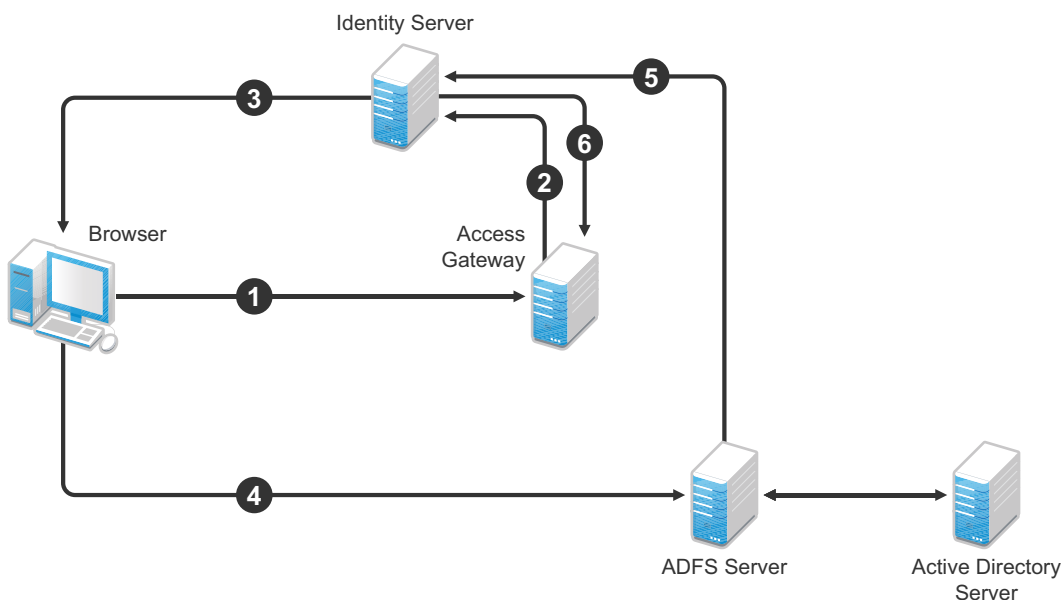 Identity Server
5
3
6
2
Browser
Access
Gateway
1
4
ADFS Server
Active Directory
Server